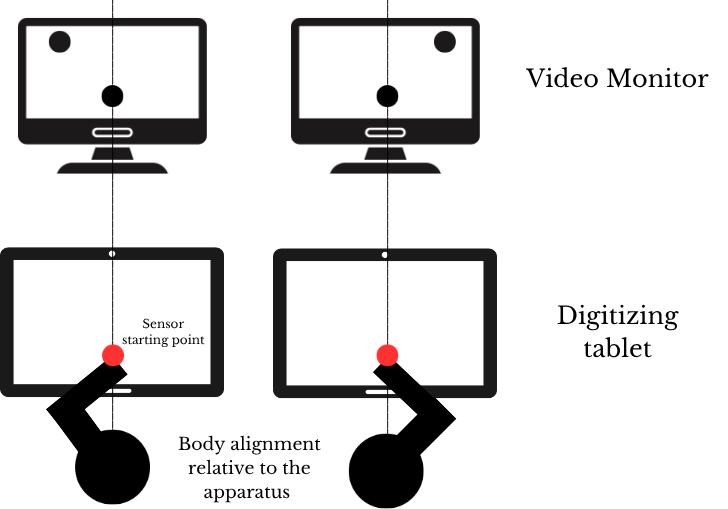 Video Monitor
Sensor
starting point
Digitizing
tablet
Body alignment
relative to the
apparatus